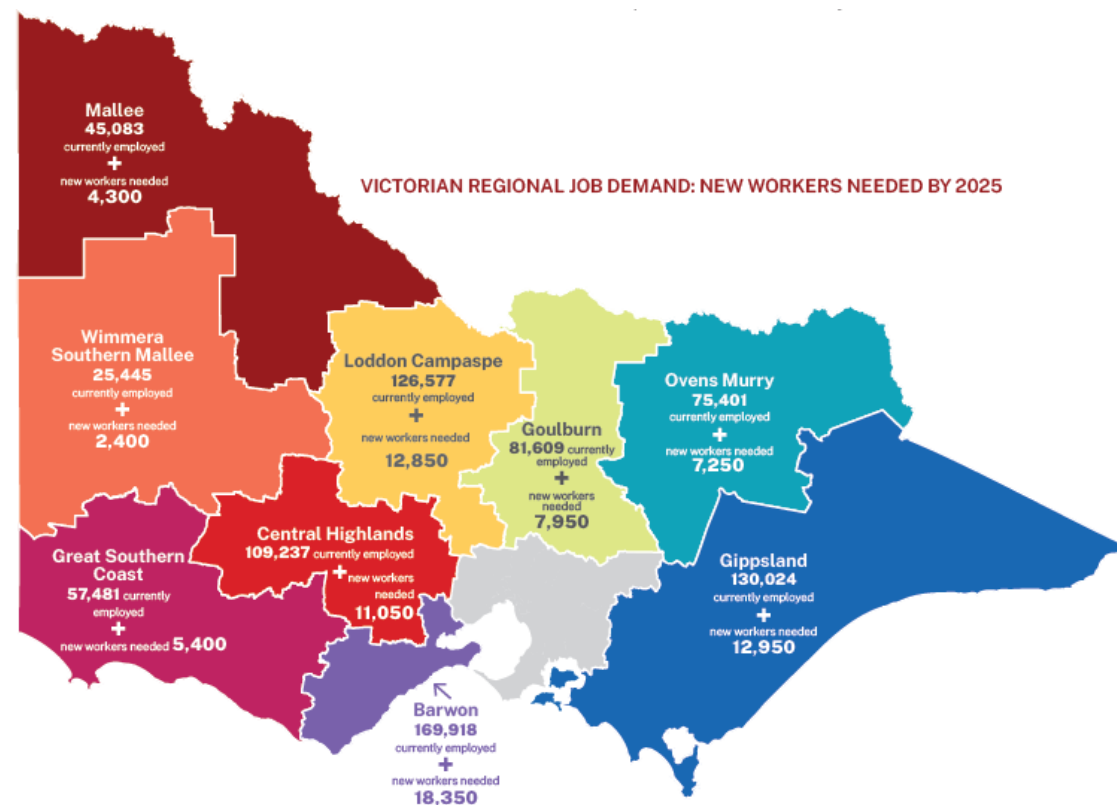 Mallee
45,083
currently employed
+
new workers needed
4,300
VICTORIAN REGIONAL JOB DEMAND: NEW WORKERS NEEDED BY 2025
Wimmera
Southern Mallee
25,445
currently employed
+
new workers needed
2,400
Loddon Campaspe
126,577
currently employed
+
new workers needed
12,850
Goulburn
81,609 currently
employed
+
new workers
needed
7,950
Ovens Murry
75,401
currently employed
+
new workers needed
7,250
Great Southern
Coast
57,481 currently
employed
+
new workers needed 5,400
Central Highlands
109,237 currently employed
+ new workers
needed
11,050
Gippsland
130,024
currently employed
+
new workers needed
12,950
Barwon
169,918
currently employed
+
new workers needed
18,350